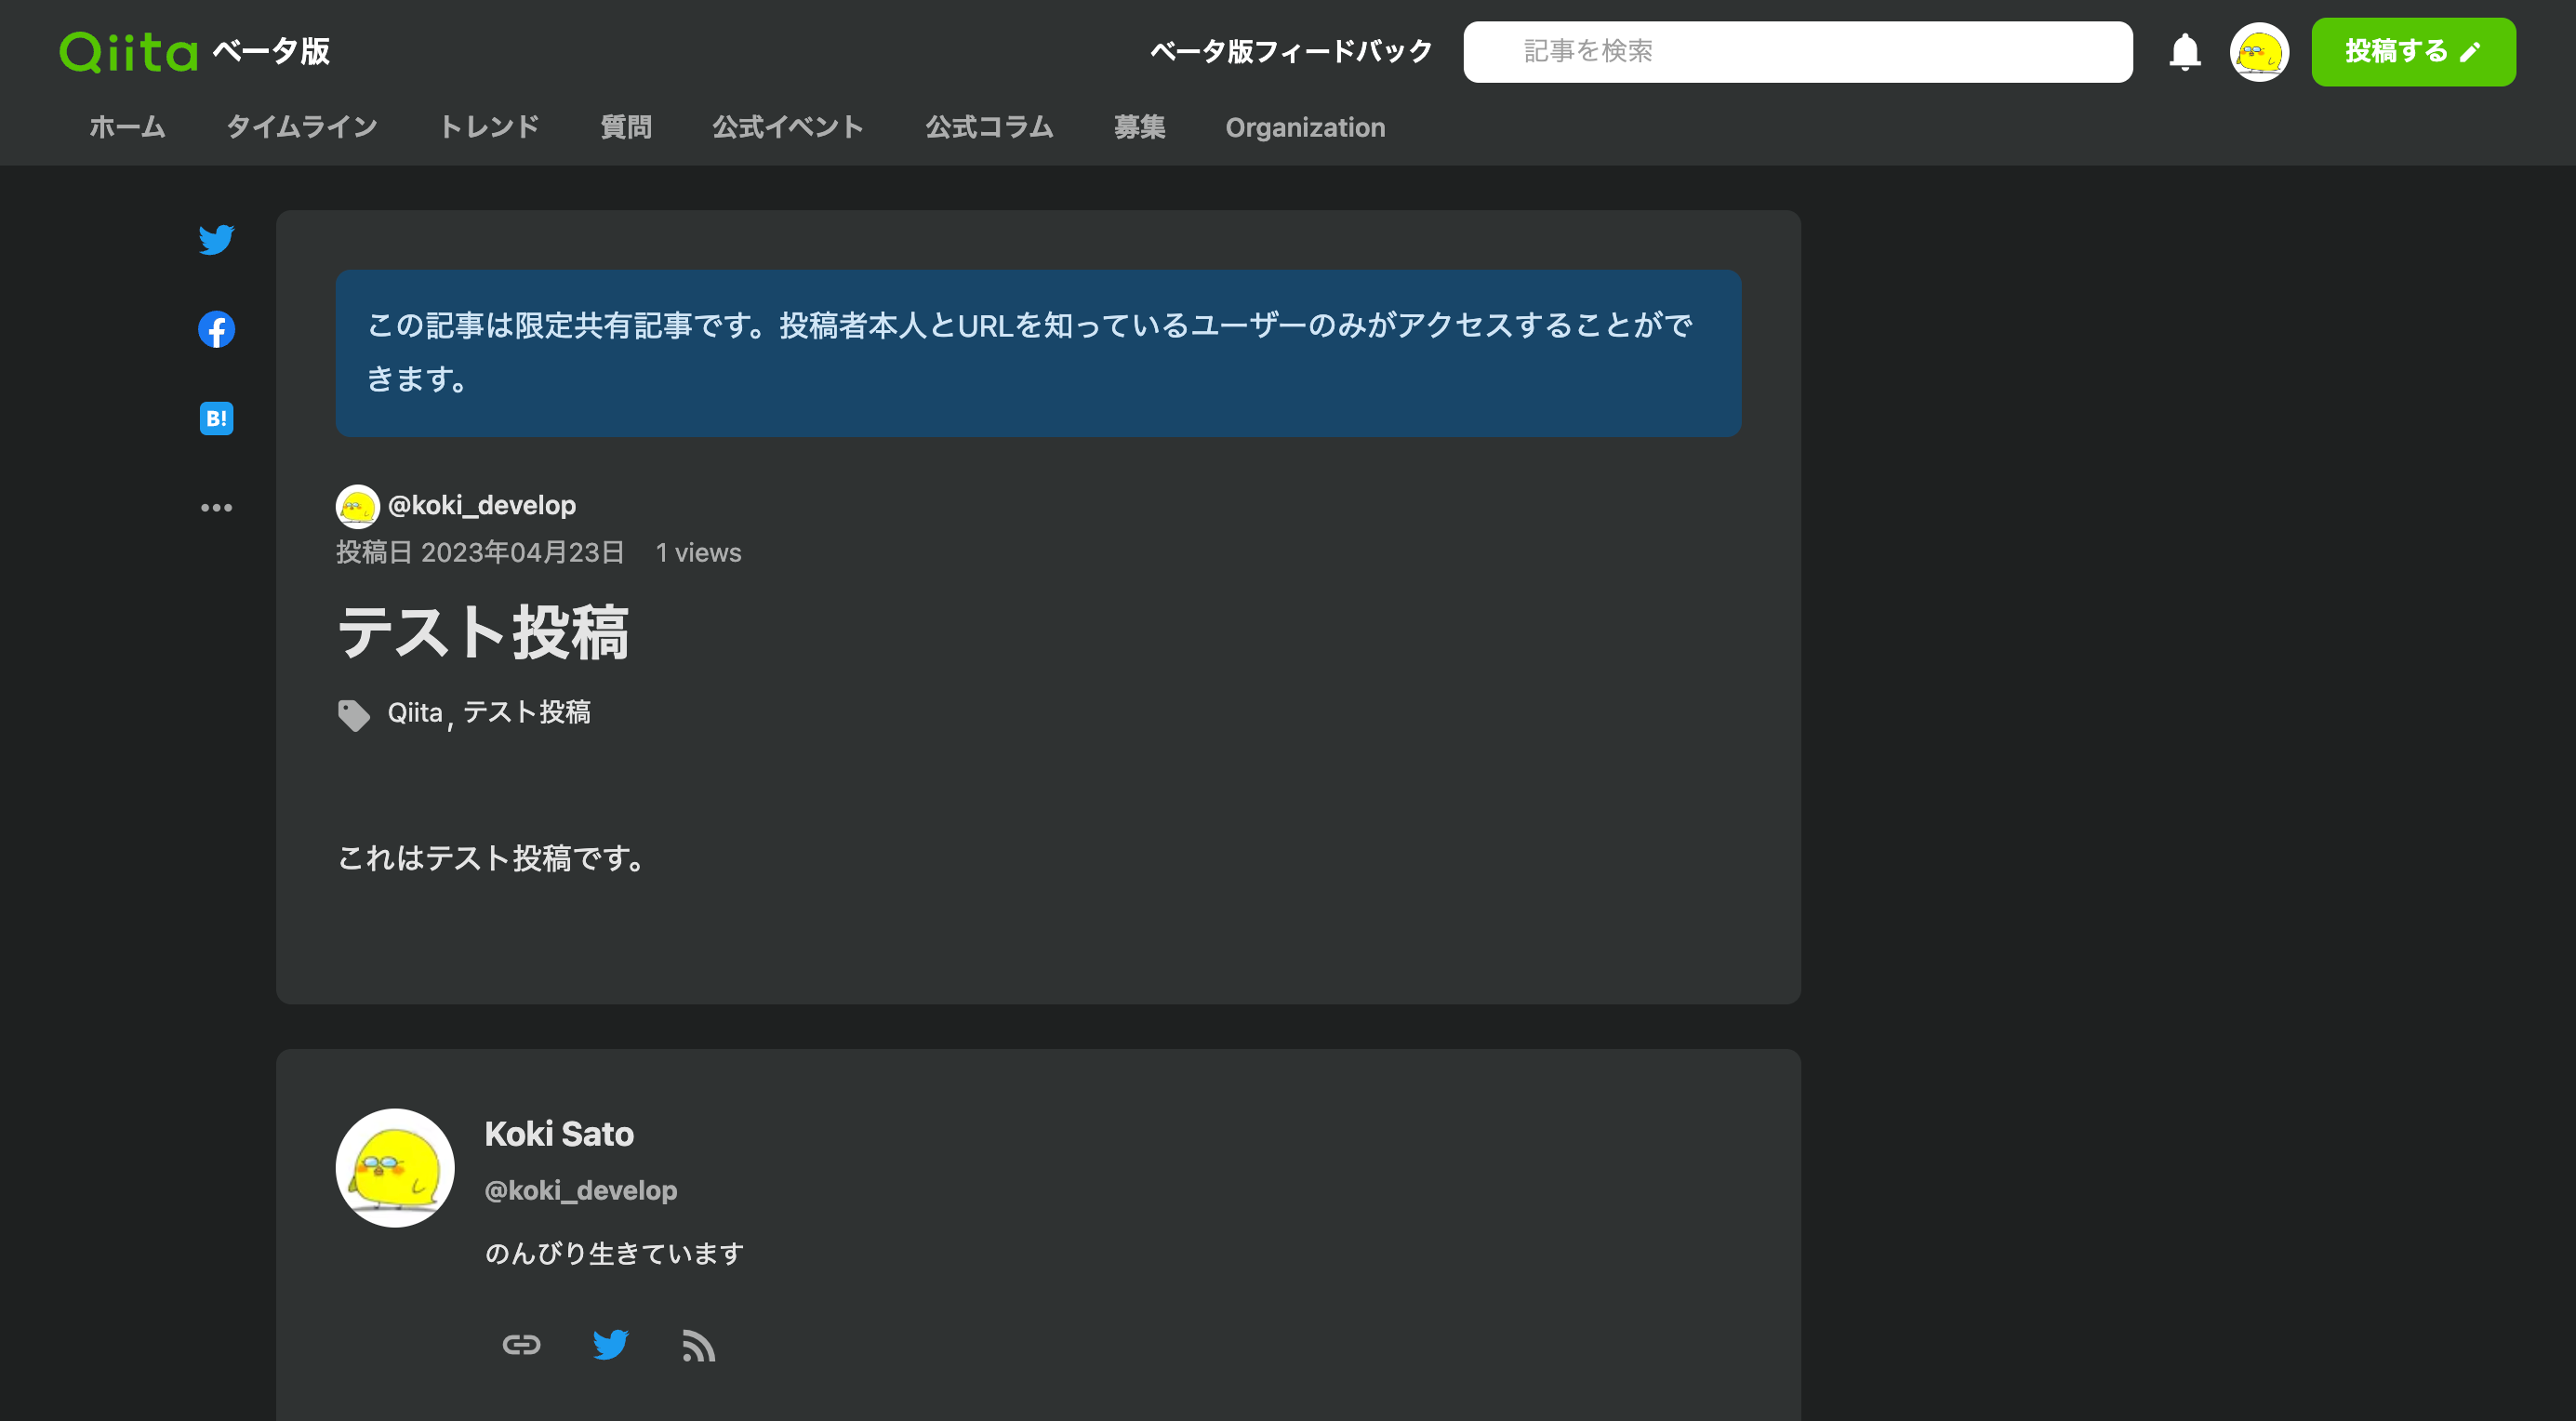 Qiita ベータ版
ベータ版フィードバック
記事を検索
投稿する
ホーム タイムライン トレンド 質問 公式イベント 公式コラム 募集 Organization
B!
この記事は限定共有記事です。投稿者本人とURLを知っているユーザーのみがアクセスすることがで
きます。
@koki_develop
投稿日 2023年04月23日 1 views
テスト投稿
Qiita, テスト投稿
これはテスト投稿です。
Koki Sato
@koki_develop
のんびり生きています